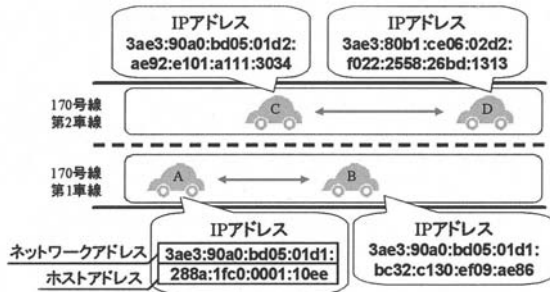 IPアドレス
3ae3:90a0:bd05:01d2:
ae92:e101:a111:3034
IPアドレス
3ae3:80b1:ce06:02d2:
f022:2558:26bd:1313
170号線
第2車線
C
D
170号線
第1車線
A
B
ネットワークアドレス
ホストアドレス
IPアドレス
3ae3:90a0:bd05:01d1:
288a:1fc0:0001:10ee
IPアドレス
3ae3:90a0:bd05:01d1:
bc32:c130:ef09:ae86